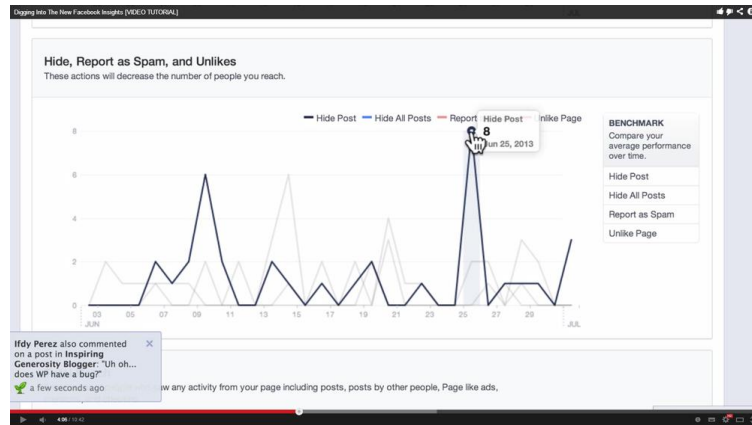 Digging Into The New Facebook Insights [VIDEO TUTORIAL]
Hide, Report as Spam, and Unlikes
These actions will decrease the number of people you reach.
Hide Post
Hide All Posts
Report
nlike Page
Hide Post
8
Jun 25, 2013
8
6
4
2
0
03 05 07 09 11 13 15 17 19 21 23 25 27 29
JUN JUL
BENCHMARK
Compare your
average performance
over time.
Hide Post
Hide All Posts
Report as Spam
Unlike Page
Ifdy Perez also commented
on a post in Inspiring
Generosity Blogger: "Uh oh...
does WP have a bug?"
a few seconds ago
aw any activity from your page including posts, posts by other people, Page like ads,
4:06 / 10:42